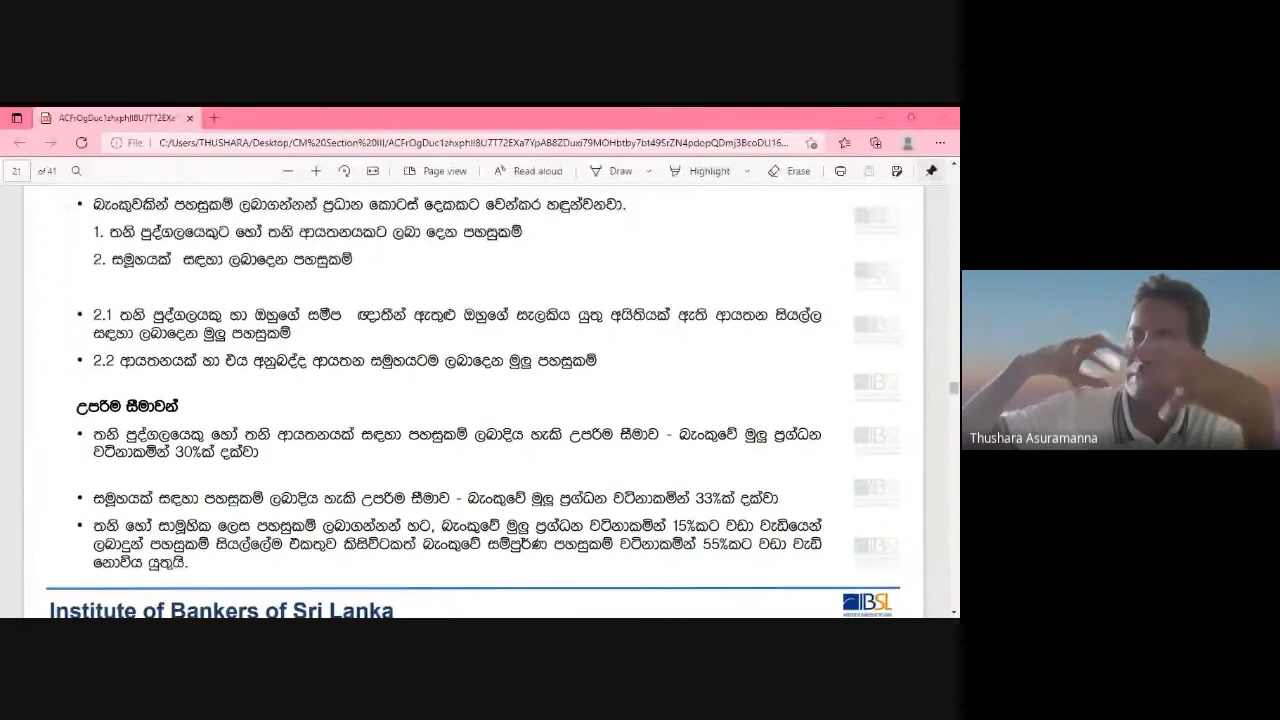 ACFrOgDuc1zhxphII8U7T72EXa
File
C:/Users/THUSHARA/Desktop/CM%20Section%20III/ACFrOgDuc1zhxphII8U7T72EXa7YpAB8ZDuxi79MOHbtby7bt49SrZN4pdopQDmj3BcoDU16...
21 of 41 Page view Read aloud Draw Highlight Erase
• බැංකුවකින් පහසුකම් ලබාගන්නන් ප්‍රධාන කොටස් දෙකකට වෙන්කර හඳුන්වනවා.
1. තනි පුද්ගලයෙකුට හෝ තනි ආයතනයකට ලබා දෙන පහසුකම්
2. සමූහයක් සඳහා ලබාදෙන පහසුකම්
• 2.1 තනි පුද්ගලයකු හා ඔහුගේ සමීප ඥාතීන් ඇතුළු ඔහුගේ සැලකිය යුතු අයිතියක් ඇති ආයතන සියල්ල
සඳහා ලබාදෙන මුලු පහසුකම්
• 2.2 ආයතනයක් හා එය අනුබද්ද ආයතන සමුහයටම ලබාදෙන මුලු පහසුකම්
උපරිම සීමාවන්
• තනි පුද්ගලයෙකු හෝ තනි ආයතනයක් සඳහා පහසුකම් ලබාදිය හැකි උපරිම සීමාව - බැංකුවේ මුලු ප්‍රග්ධන
වටිනාකමින් 30%ක් දක්වා
• සමූහයක් සඳහා පහසුකම් ලබාදිය හැකි උපරිම සීමාව - බැංකුවේ මුලු ප්‍රග්ධන වටිනාකමින් 33%ක් දක්වා
• තනි හෝ සාමූහික ලෙස පහසුකම් ලබාගන්නන් හට, බැංකුවේ මුලු ප්‍රග්ධන වටිනාකමින් 15%කට වඩා වැඩියෙන්
ලබාදුන් පහසුකම් සියල්ලේම එකතුව කිසිවිටකත් බැංකුවේ සම්පුර්ණ පහසුකම් වටිනාකමින් 55%කට වඩා වැඩි
නොවිය යුතුයි.
Institute of Bankers of Sri Lanka
IBSL
Thushara Asuramanna